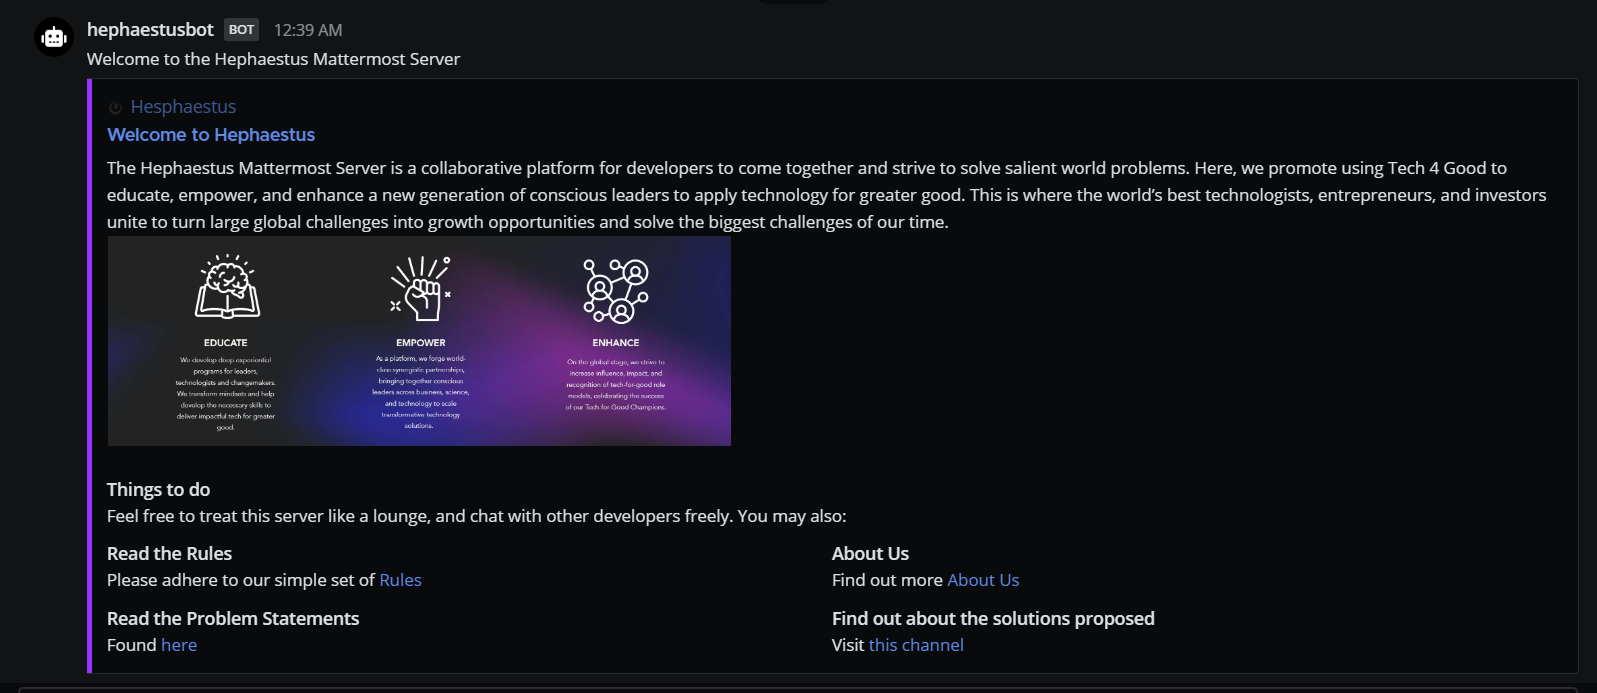 hephaestusbot BOT 12:39 AM
Welcome to the Hephaestus Mattermost Server
Hesphaestus
Welcome to Hephaestus
The Hephaestus Mattermost Server is a collaborative platform for developers to come together and strive to solve salient world problems. Here, we promote using Tech 4 Good to
educate, empower, and enhance a new generation of conscious leaders to apply technology for greater good. This is where the world’s best technologists, entrepreneurs, and investors
unite to turn large global challenges into growth opportunities and solve the biggest challenges of our time.
EDUCATE
We develop deep experiential
programs for leaders,
technologists and changemakers.
We transform mindsets and help
develop the necessary skills to
deliver impactful tech for greater
good.
EMPOWER
As a platform, we forge world-
class synergistic partnerships,
bringing together conscious
leaders across business, science,
and technology to scale
transformative technology
solutions.
ENHANCE
On the global stage, we strive to
increase influence, impact, and
recognition of tech-for-good role
models, celebrating the success
of our Tech for Good Champions.
Things to do
Feel free to treat this server like a lounge, and chat with other developers freely. You may also:
Read the Rules
Please adhere to our simple set of Rules
About Us
Find out more About Us
Read the Problem Statements
Found here
Find out about the solutions proposed
Visit this channel